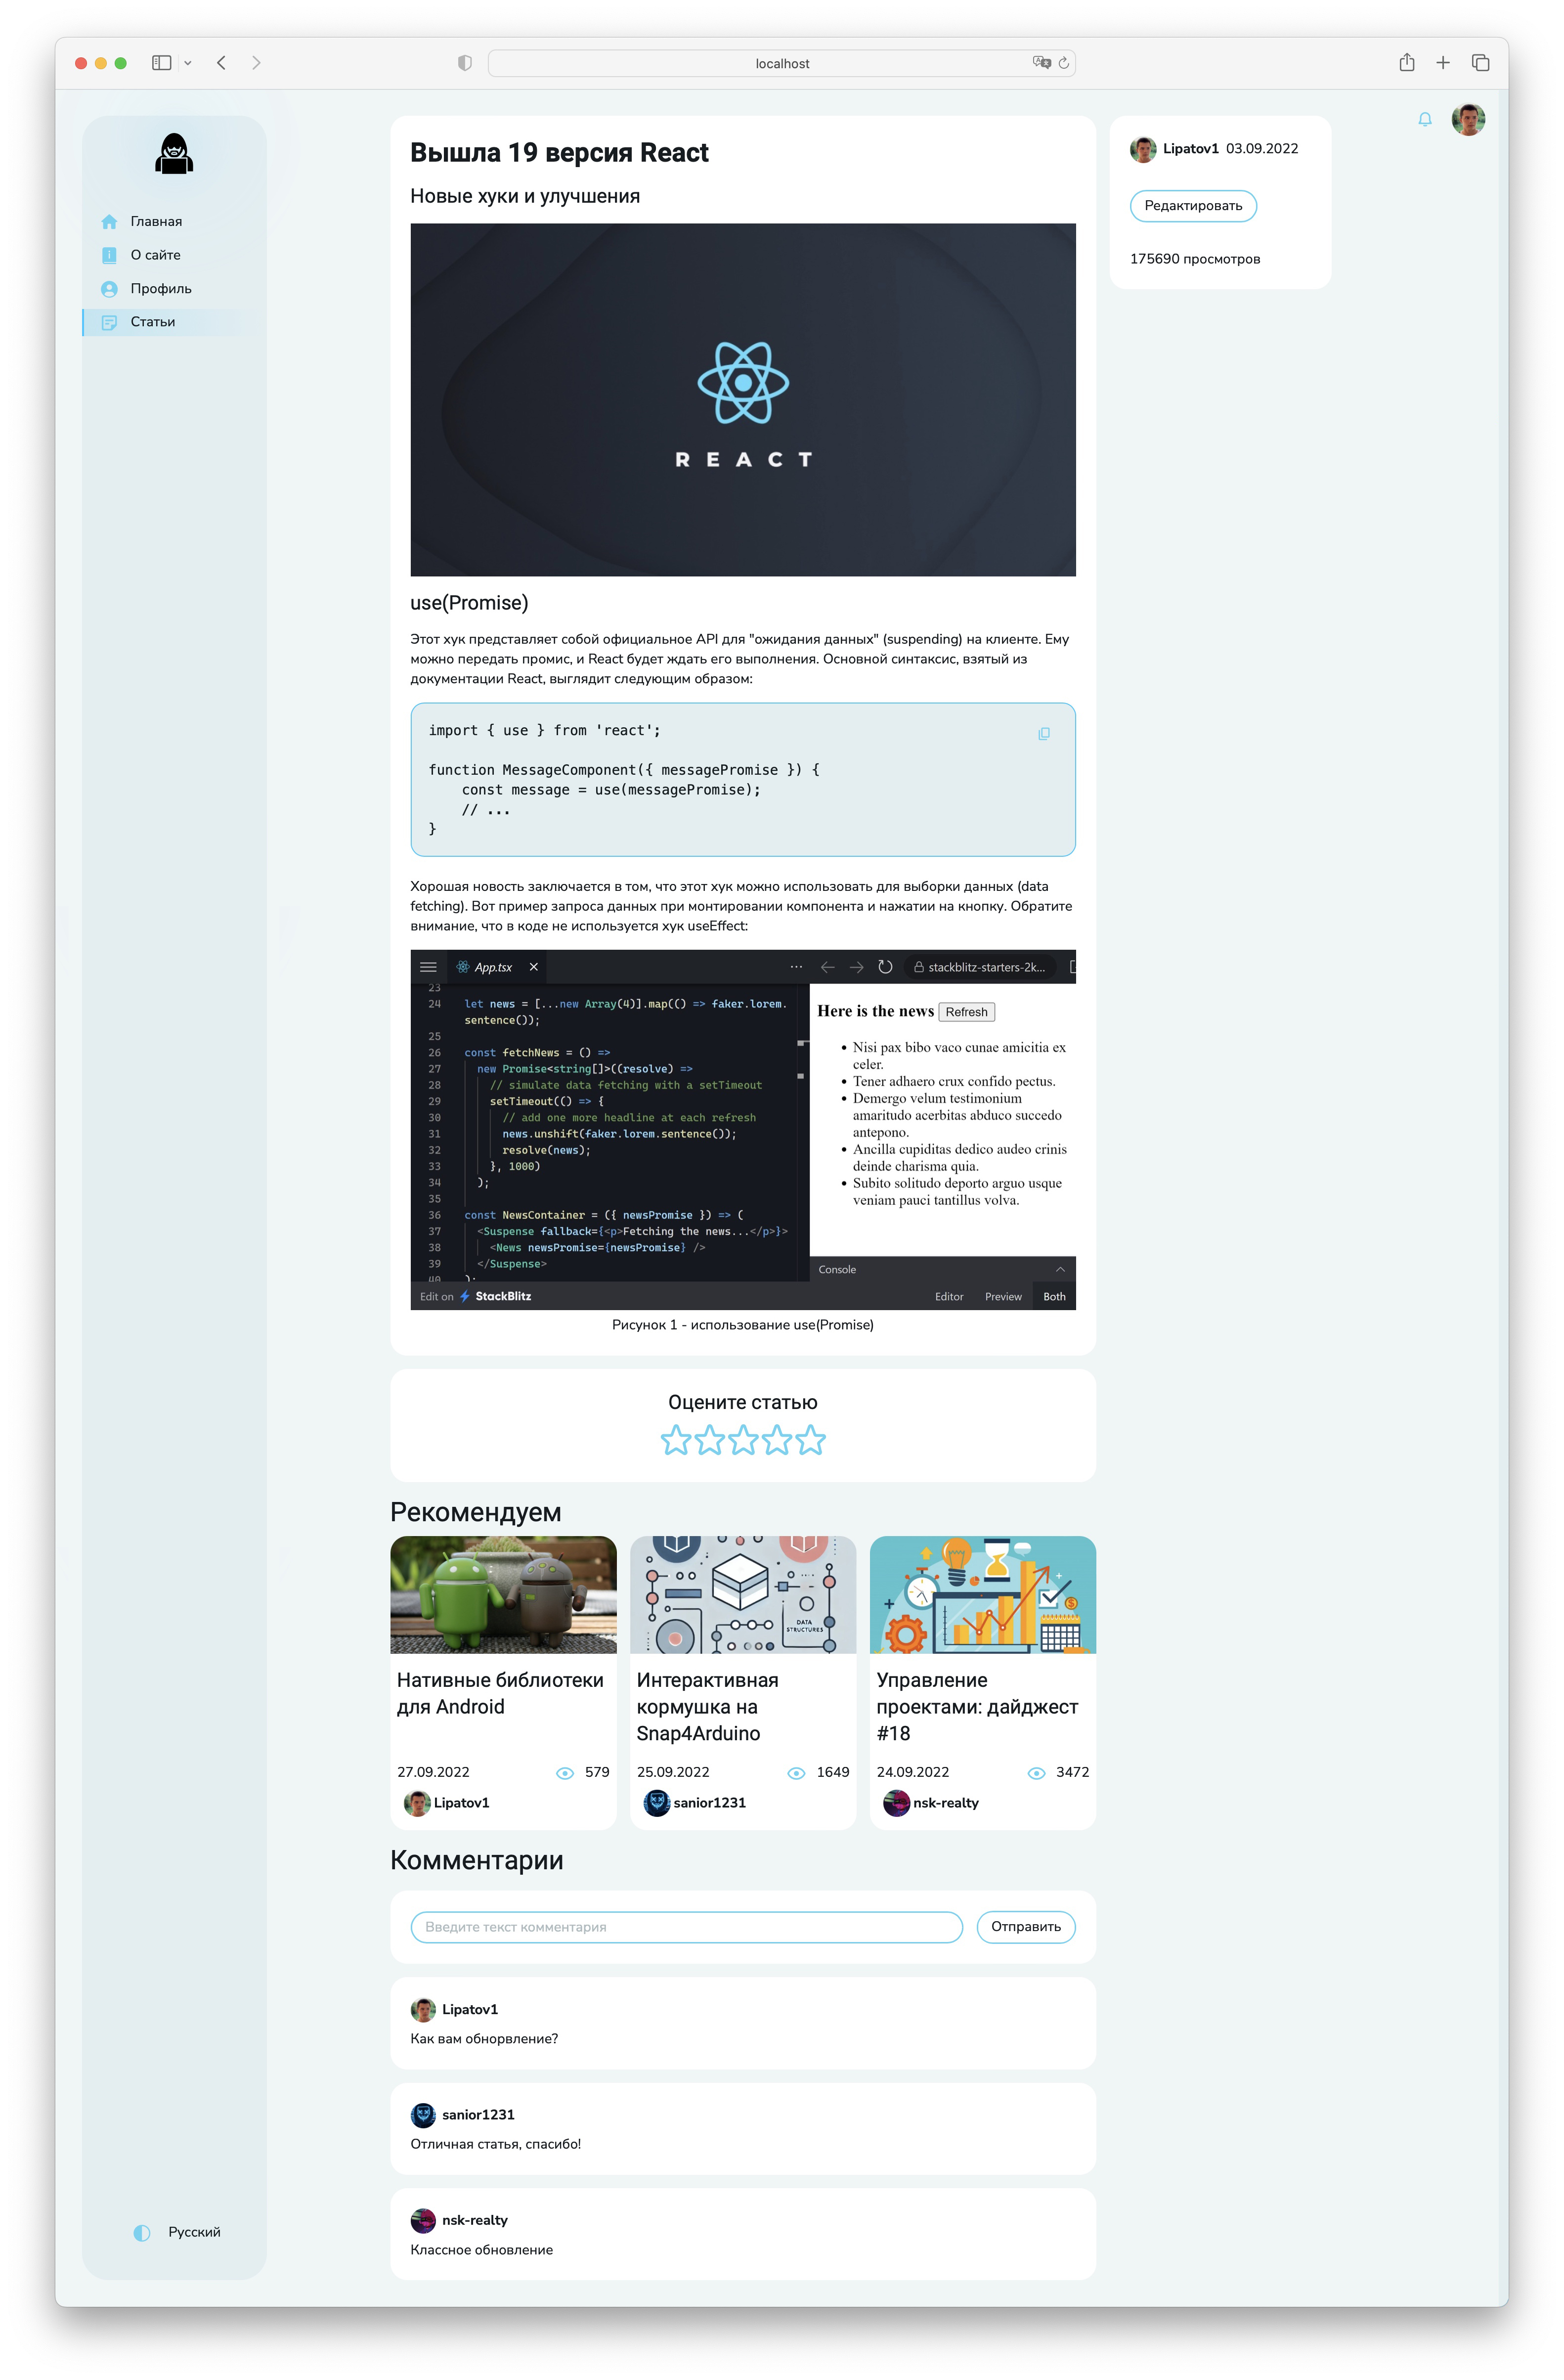 localhost
Главная
О сайте
Профиль
Статьи
Русский
Вышла 19 версия React
Новые хуки и улучшения
REACT
use(Promise)
Этот хук представляет собой официальное API для "ожидания данных" (suspending) на клиенте. Ему
можно передать промис, и React будет ждать его выполнения. Основной синтаксис, взятый из
документации React, выглядит следующим образом:
import { use } from 'react';
function MessageComponent({ messagePromise }) {
    const message = use(messagePromise);
    // ...
}
Хорошая новость заключается в том, что этот хук можно использовать для выборки данных (data
fetching). Вот пример запроса данных при монтировании компонента и нажатии на кнопку. Обратите
внимание, что в коде не используется хук useEffect:
App.tsx
stackblitz-starters-2k...
23
24 let news = [...new Array(4)].map(() => faker.lorem.
sentence());
25
26 const fetchNews = () =>
27   new Promise<string[]>((resolve) =>
28     // simulate data fetching with a setTimeout
29     setTimeout(() => {
30       // add one more headline at each refresh
31       news.unshift(faker.lorem.sentence());
32       resolve(news);
33     }, 1000)
34   );
35
36 const NewsContainer = ({ newsPromise }) => (
37   <Suspense fallback={<p>Fetching the news...</p>}>
38     <News newsPromise={newsPromise} />
39   </Suspense>
40 );
Here is the news Refresh
Nisi pax bibo vaco cunae amicitia ex
celer.
Tener adhaero crux confido pectus.
Demergo velum testimonium
amaritudo acerbitas abduco succedo
antepono.
Ancilla cupiditas dedico audeo crinis
deinde charisma quia.
Subito solitudo deporto arguo usque
veniam pauci tantillus volva.
Console
Edit on StackBlitz
Editor Preview Both
Рисунок 1 - использование use(Promise)
Lipatov1 03.09.2022
Редактировать
175690 просмотров
Оцените статью
Рекомендуем
Нативные библиотеки
для Android
27.09.2022 579
Lipatov1
DATA
STRUCTURES
Интерактивная
кормушка на
Snap4Arduino
25.09.2022 1649
sanior1231
Управление
проектами: дайджест
#18
24.09.2022 3472
nsk-realty
Комментарии
Введите текст комментария
Отправить
Lipatov1
Как вам обнорвление?
sanior1231
Отличная статья, спасибо!
nsk-realty
Классное обновление